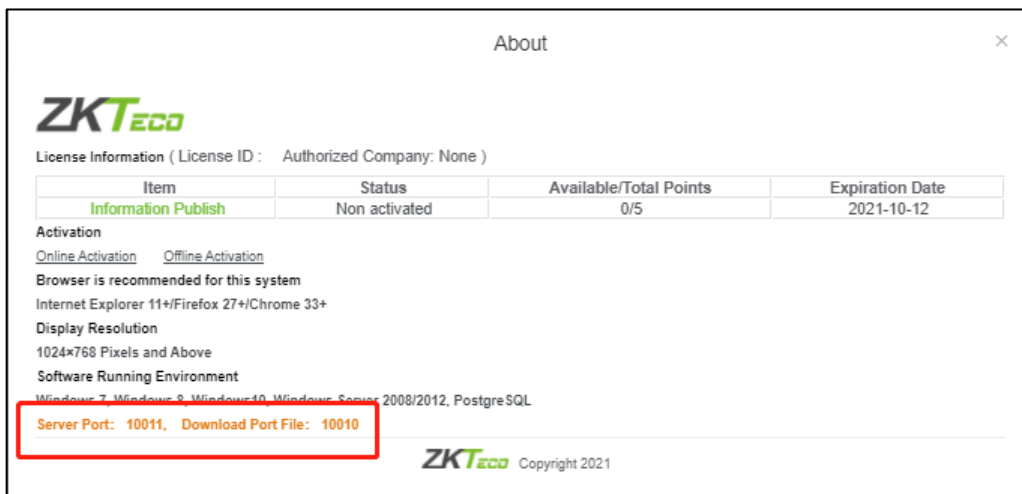 About
×
ZKTECO
License Information ( License ID : Authorized Company: None )
Item Status Available/Total Points Expiration Date
Information Publish Non activated 0/5 2021-10-12
Activation
Online Activation Offline Activation
Browser is recommended for this system
Internet Explorer 11+/Firefox 27+/Chrome 33+
Display Resolution
1024×768 Pixels and Above
Software Running Environment
Windows 7, Windows 8, Windows10, Windows Server 2008/2012, PostgreSQL
Server Port: 10011, Download Port File: 10010
ZKTECO Copyright 2021